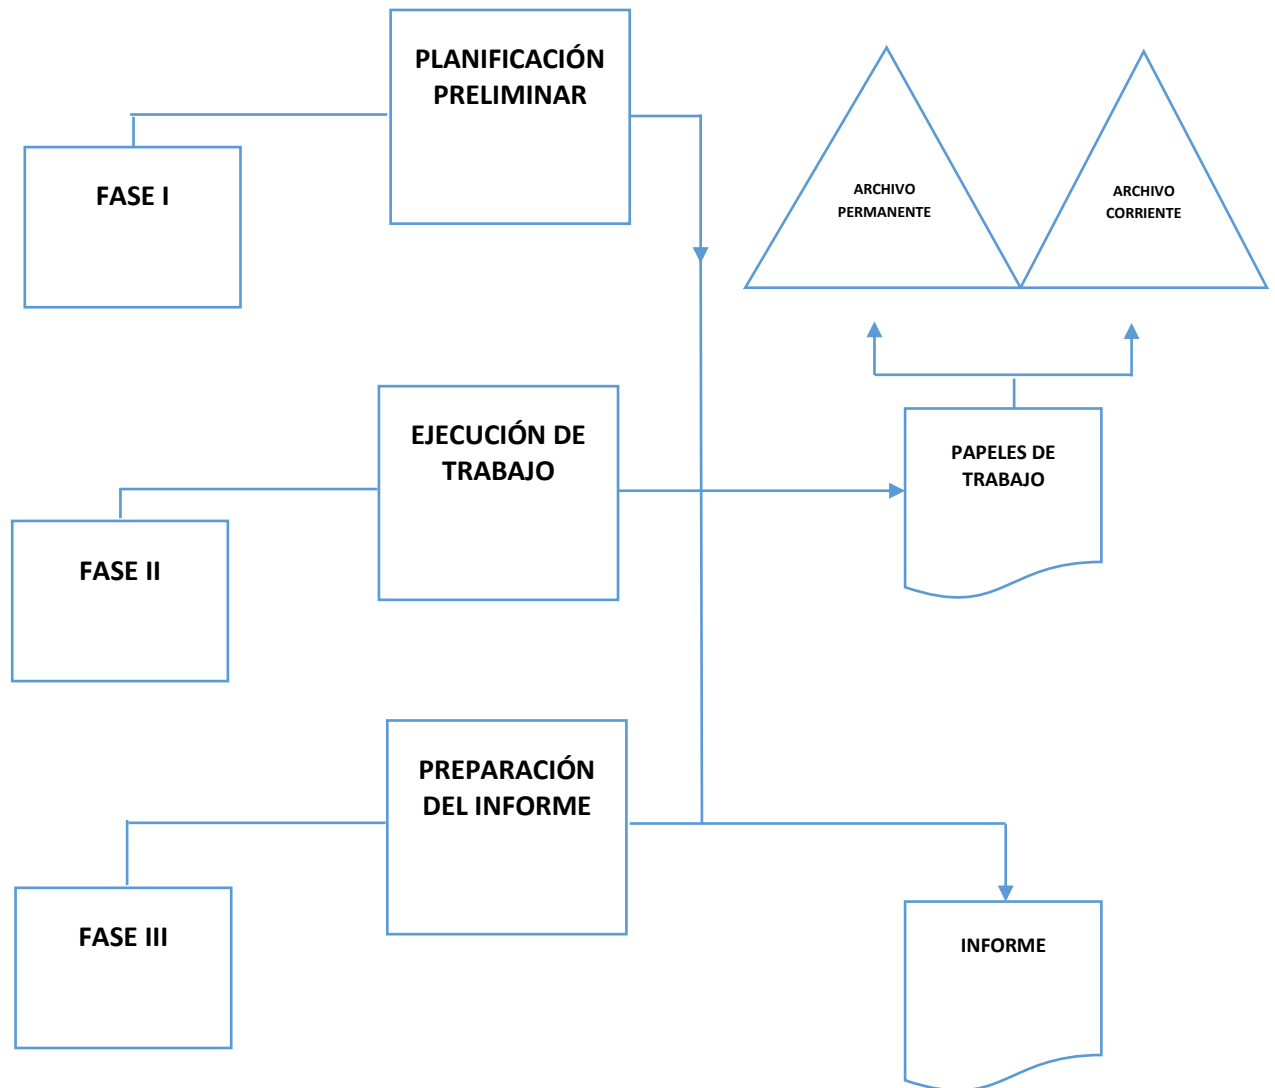 PLANIFICACIÓN
PRELIMINAR
FASE I
ARCHIVO
PERMANENTE
ARCHIVO
CORRIENTE
EJECUCIÓN DE
TRABAJO
PAPELES DE
TRABAJO
FASE II
PREPARACIÓN
DEL INFORME
FASE III
INFORME